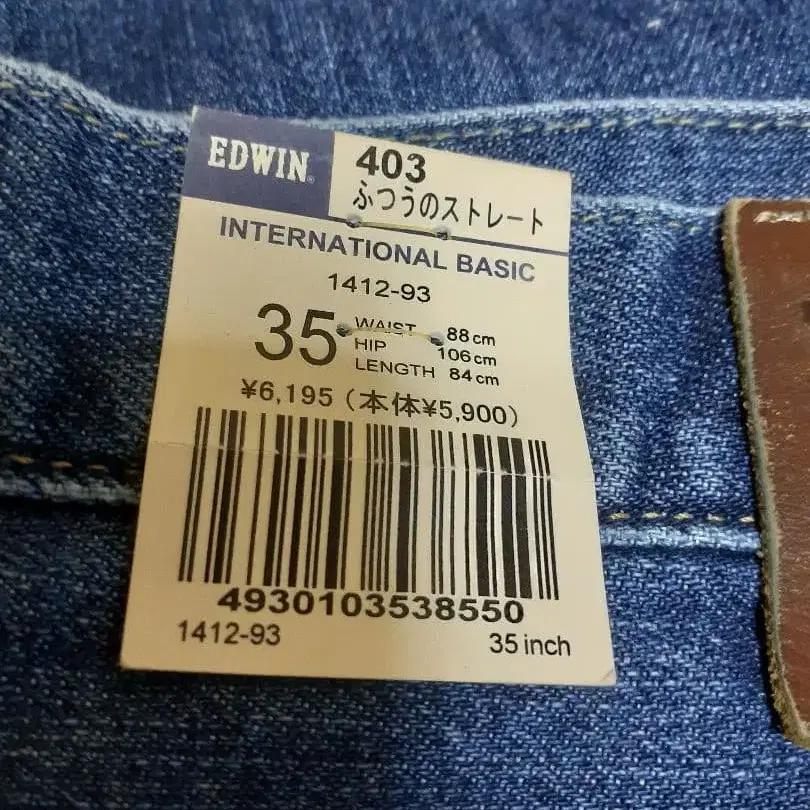 EDWIN®
403
ふつうのストレート
INTERNATIONAL BASIC
1412-93
35
WAIST 88cm
HIP 106cm
LENGTH 84cm
¥6,195（本体¥5,900）
4930103538550
1412-93
35 inch